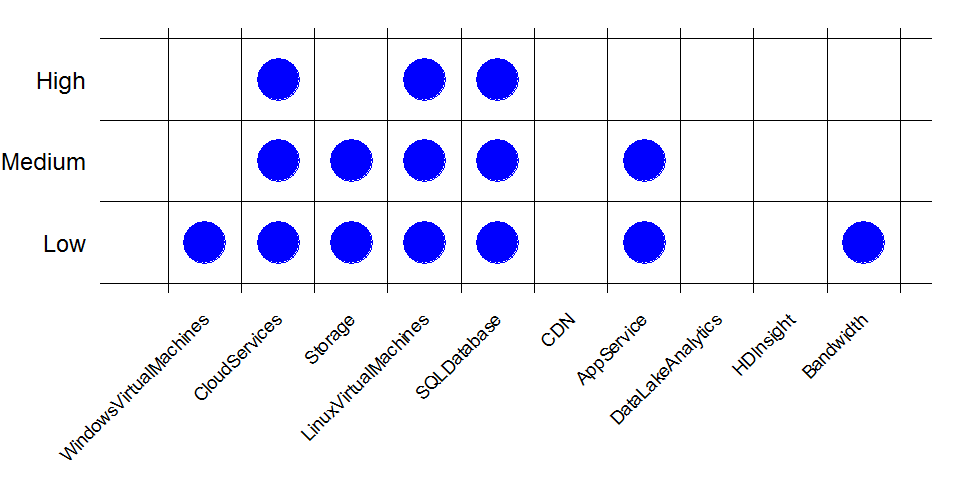 High
Medium
Low
WindowsVirtualMachines
CloudServices
Storage
LinuxVirtualMachines
SQLDatabase
CDN
AppService
DataLakeAnalytics
HDInsight
Bandwidth